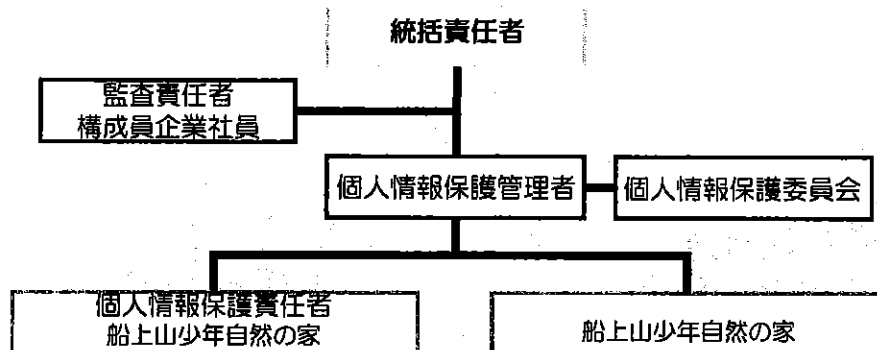 統括責任者
監査責任者
構成員企業社員
個人情報保護管理者
個人情報保護委員会
個人情報保護責任者
船上山少年自然の家
船上山少年自然の家